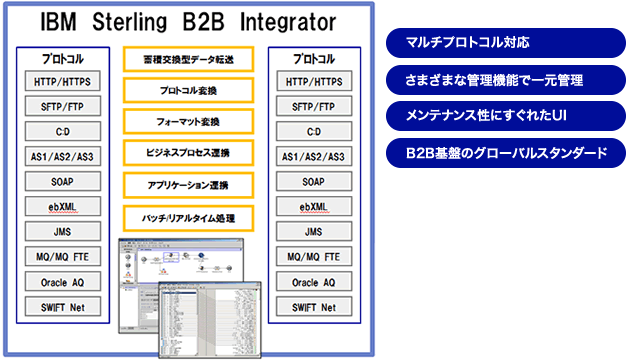 IBM Sterling B2B Integrator
プロトコル
HTTP/HTTPS
SFTP/FTP
C:D
AS1/AS2/AS3
SOAP
ebXML
JMS
MQ/MQ FTE
Oracle AQ
SWIFT Net
蓄積交換型データ転送
プロトコル変換
フォーマット変換
ビジネスプロセス連携
アプリケーション連携
バッチ/リアルタイム処理
プロトコル
HTTP/HTTPS
SFTP/FTP
C:D
AS1/AS2/AS3
SOAP
ebXML
JMS
MQ/MQ FTE
Oracle AQ
SWIFT Net
マルチプロトコル対応
さまざまな管理機能で一元管理
メンテナンス性にすぐれたUI
B2B基盤のグローバルスタンダード